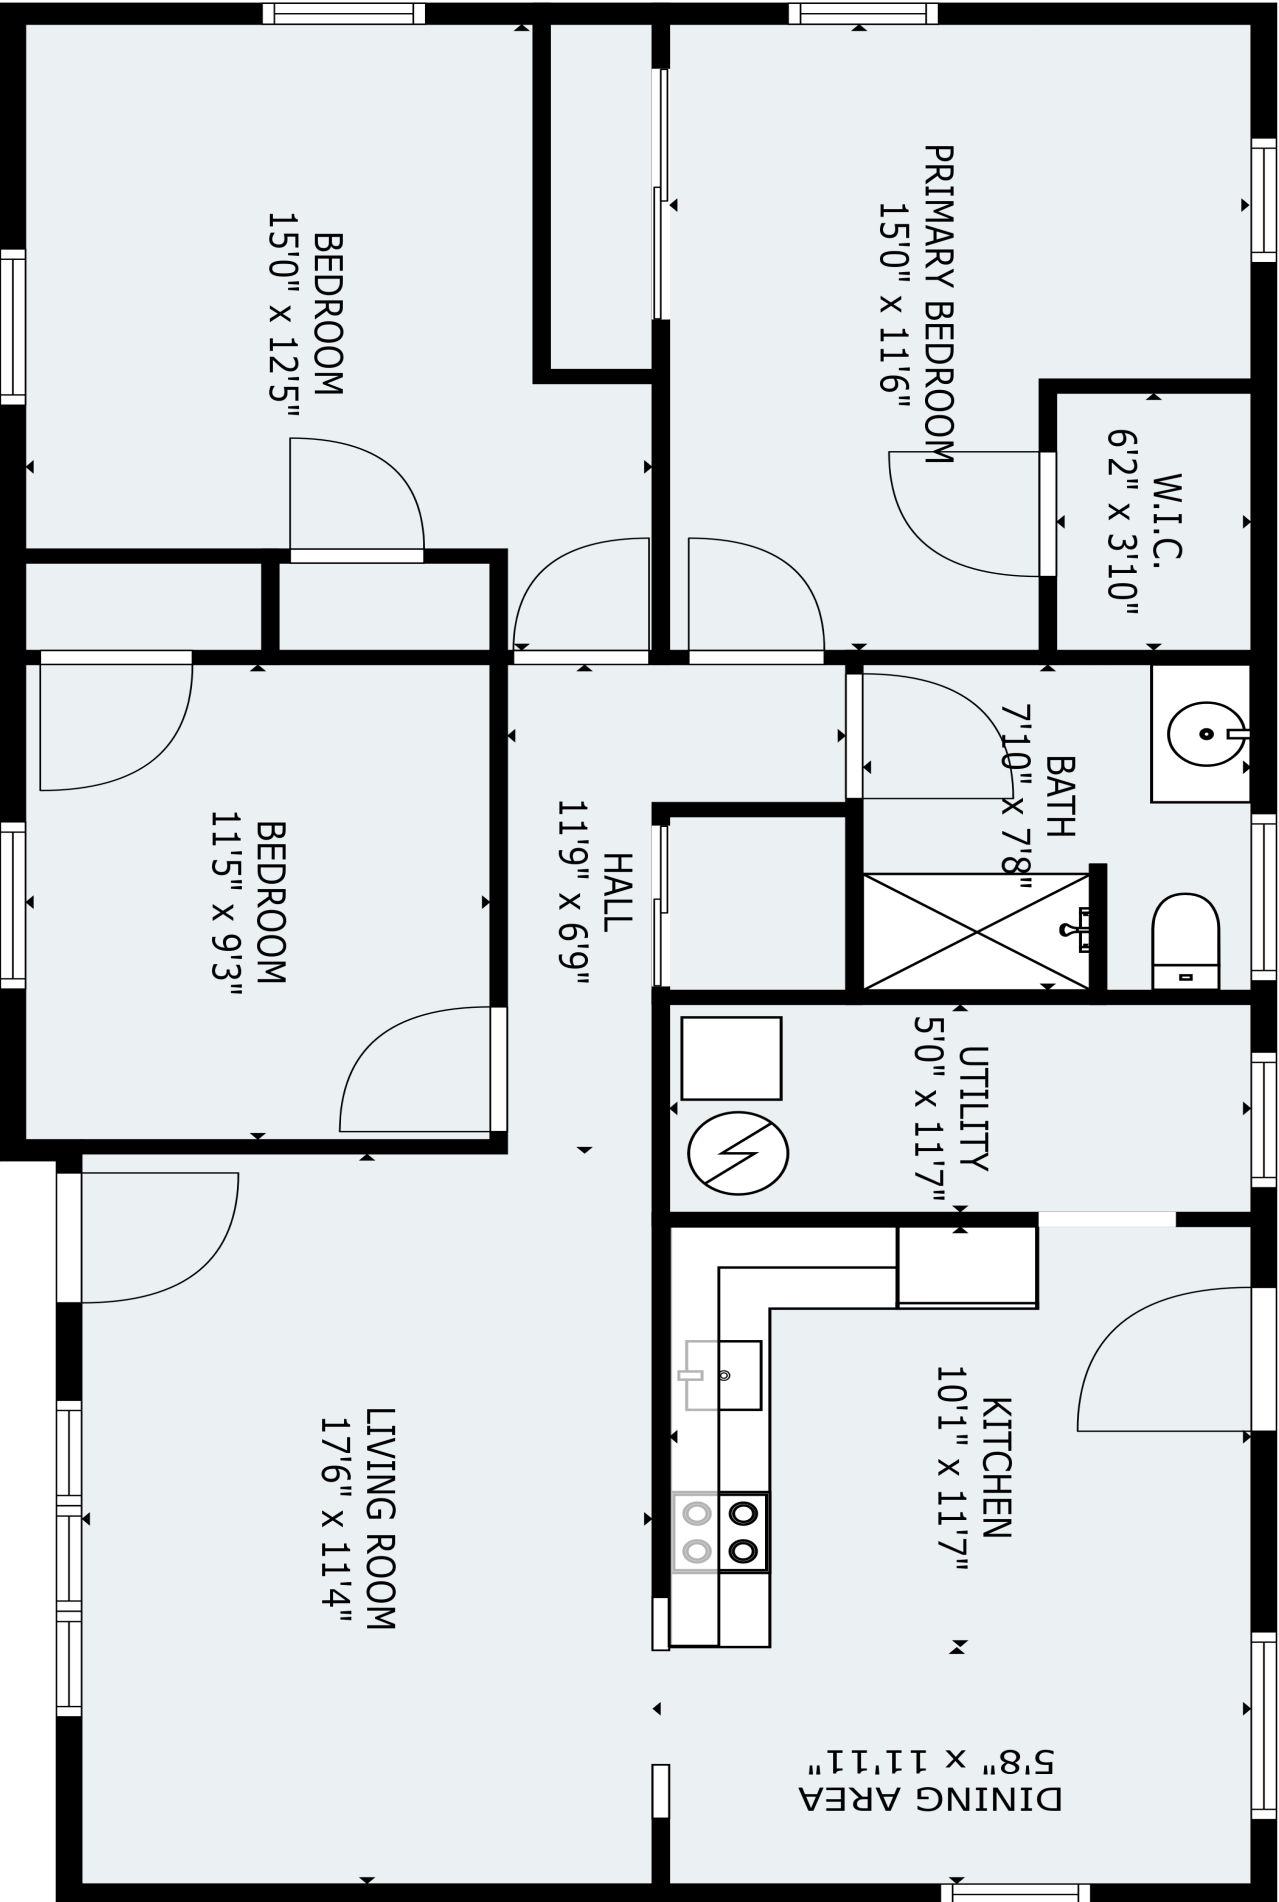 PRIMARY BEDROOM
15'0" x 11'6"
W.I.C.
6'2" x 3'10"
BEDROOM
15'0" x 12'5"
BATH
7'10" x 7'8"
HALL
11'9" x 6'9"
BEDROOM
11'5" x 9'3"
UTILITY
5'0" x 11'7"
KITCHEN
10'1" x 11'7"
LIVING ROOM
17'6" x 11'4"
DINING AREA
5'8" x 11'11"